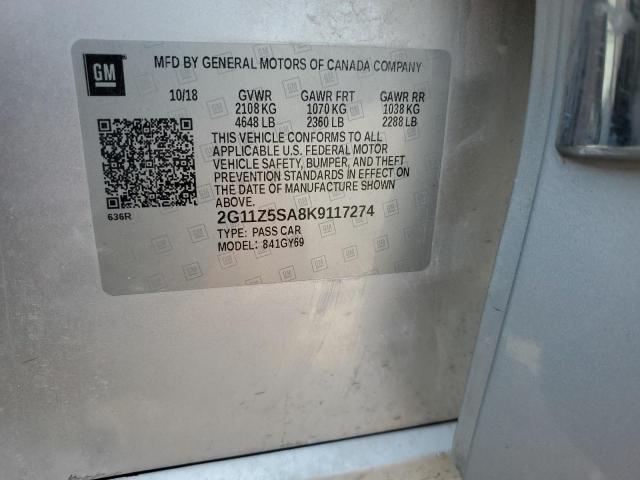 GM
MFD BY GENERAL MOTORS OF CANADA COMPANY
10/18 GVWR GAWR FRT GAWR RR
2108 KG 1070 KG 1038 KG
4648 LB 2360 LB 2288 LB
THIS VEHICLE CONFORMS TO ALL
APPLICABLE U.S. FEDERAL MOTOR
VEHICLE SAFETY, BUMPER, AND THEFT
PREVENTION STANDARDS IN EFFECT ON
THE DATE OF MANUFACTURE SHOWN
ABOVE.
636R
2G11Z5SA8K9117274
TYPE: PASS CAR
MODEL: 841GY69